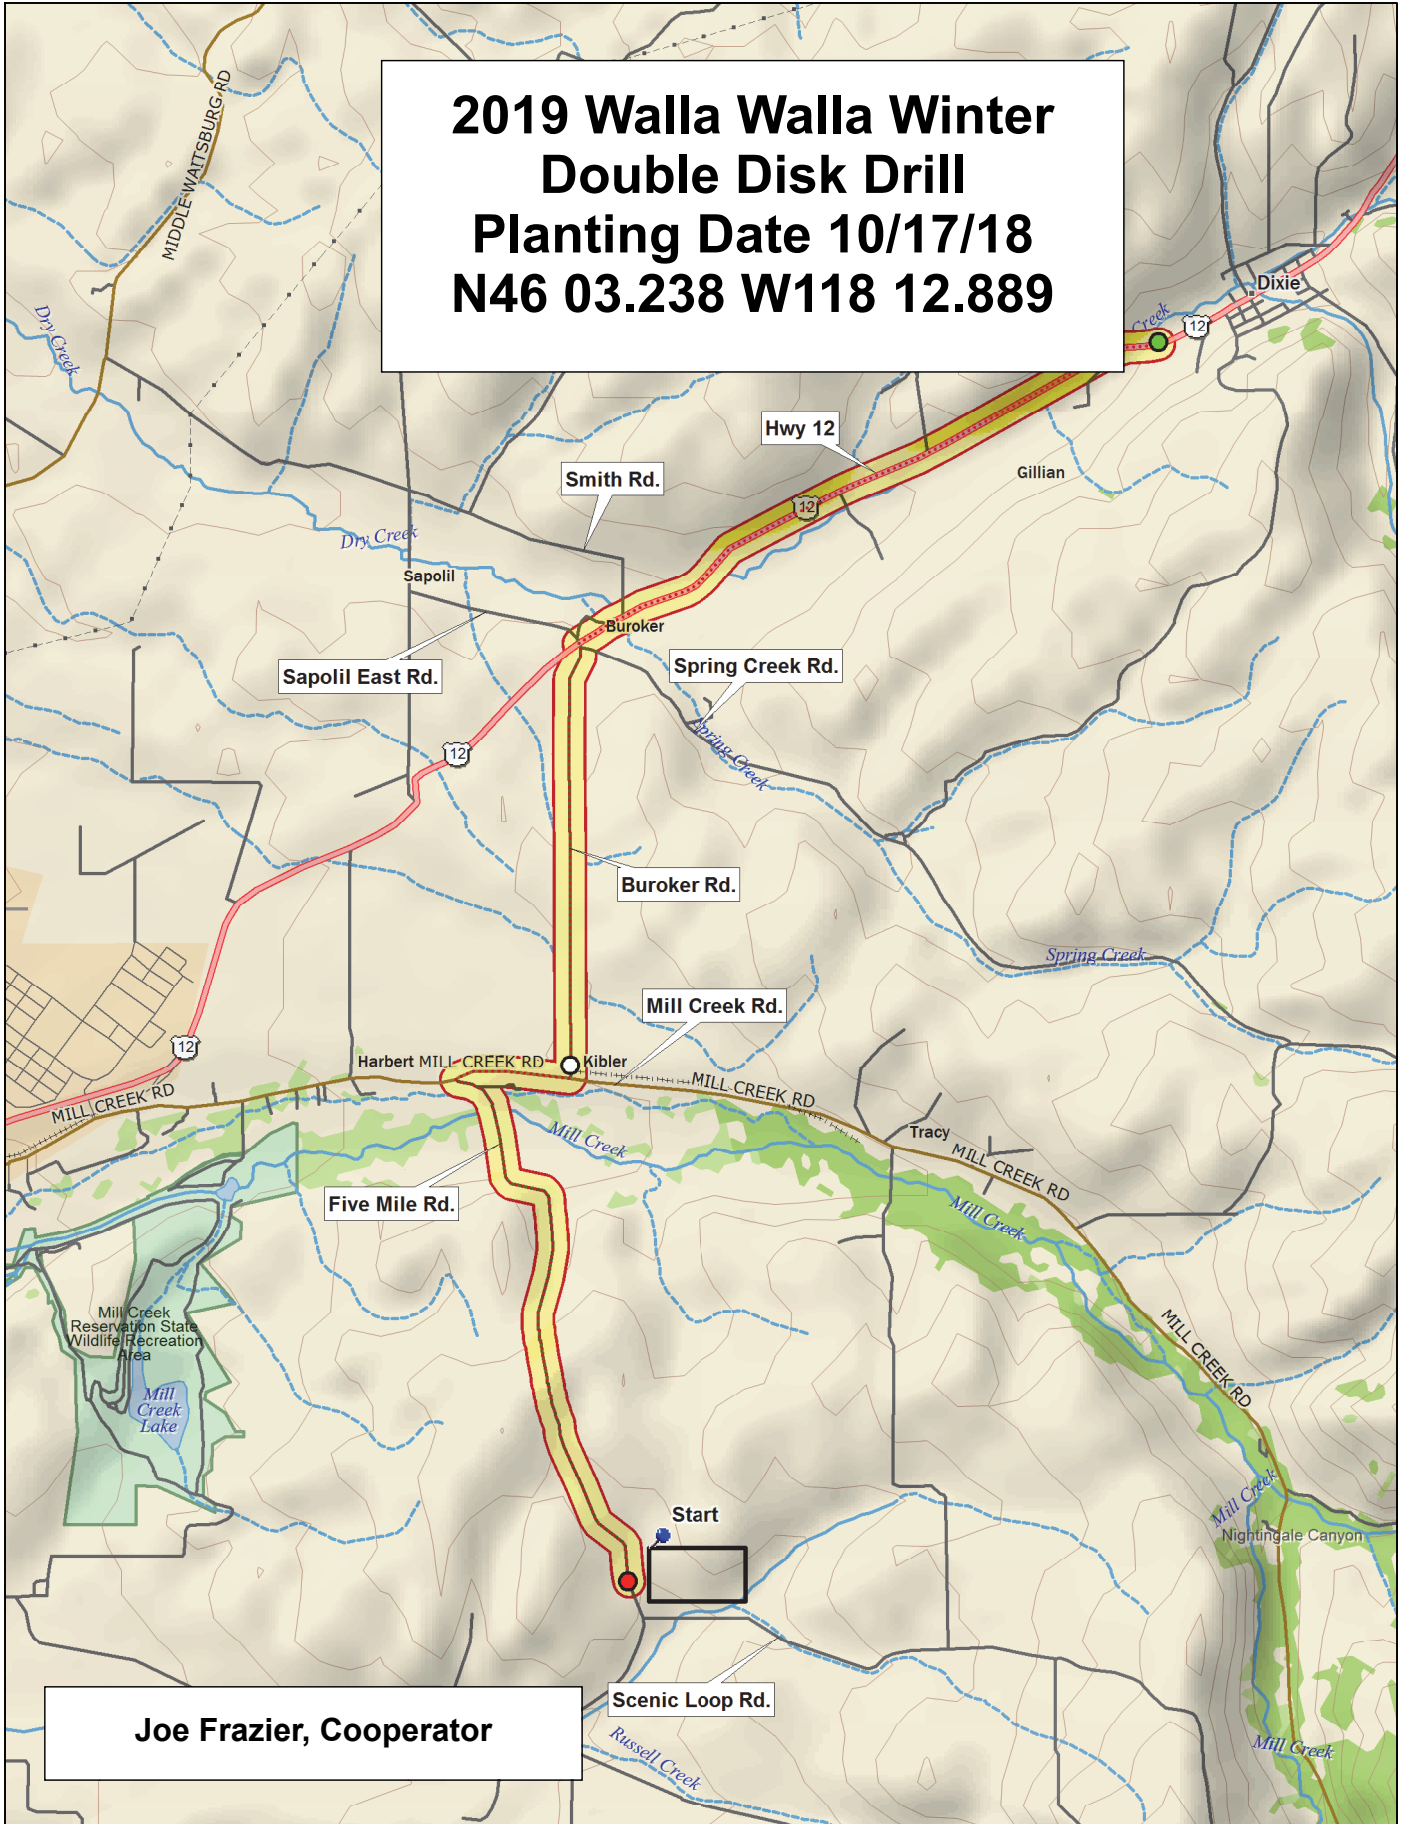 2019 Walla Walla Winter
Double Disk Drill
Planting Date 10/17/18
N46 03.238 W118 12.889
MIDDLE WAITSBURG RD
Dixie
Creek
12
Dry Creek
Hwy 12
Gillian
Smith Rd.
12
Dry Creek
Sapolil
Buroker
Spring Creek Rd.
Sapolil East Rd.
Spring Creek
12
Buroker Rd.
Spring Creek
Mill Creek Rd.
12
Harbert
MILL CREEK RD
Kibler
MILL CREEK RD
MILL CREEK RD
Mill Creek
Tracy
MILL CREEK RD
Five Mile Rd.
Mill Creek
Mill Creek
Reservation State
Wildlife Recreation
Area
MILL CREEK RD
Mill
Creek
Lake
Mill Creek
Start
Nightingale Canyon
Scenic Loop Rd.
Joe Frazier, Cooperator
Russell Creek
Mill Creek